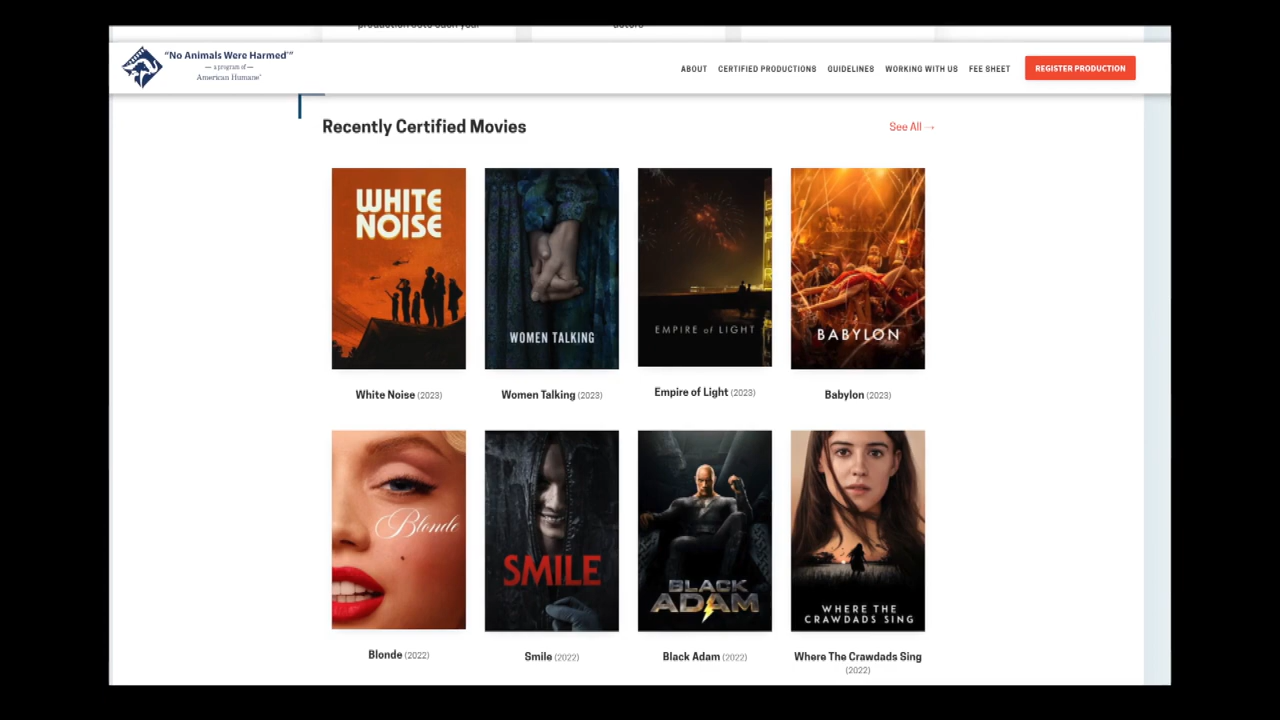 "No Animals Were Harmed®"
— a program of —
American Humane®
ABOUT CERTIFIED PRODUCTIONS GUIDELINES WORKING WITH US FEE SHEET REGISTER PRODUCTION
Recently Certified Movies
See All →
WHITE
NOISE
WOMEN TALKING
EMPIRE
EMPIRE of LIGHT
BABYLON
White Noise (2023)
Women Talking (2023)
Empire of Light (2023)
Babylon (2023)
Blonde
SMILE
BLACK
ADAM
WHERE THE
CRAWDADS SING
Blonde (2022)
Smile (2022)
Black Adam (2022)
Where The Crawdads Sing
(2022)